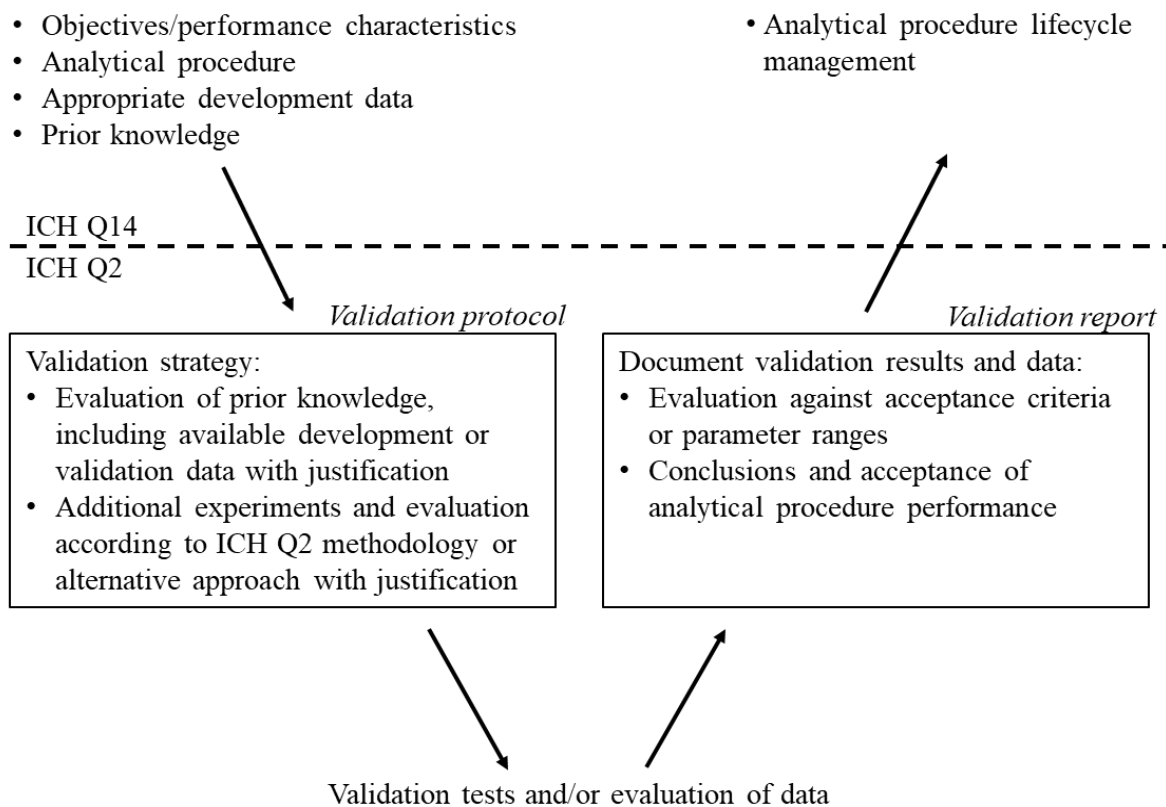 • Objectives/performance characteristics
• Analytical procedure
• Appropriate development data
• Prior knowledge
• Analytical procedure lifecycle
management
ICH Q14
ICH Q2
Validation protocol
Validation strategy:
• Evaluation of prior knowledge,
including available development or
validation data with justification
• Additional experiments and evaluation
according to ICH Q2 methodology or
alternative approach with justification
Validation report
Document validation results and data:
• Evaluation against acceptance criteria
or parameter ranges
• Conclusions and acceptance of
analytical procedure performance
Validation tests and/or evaluation of data